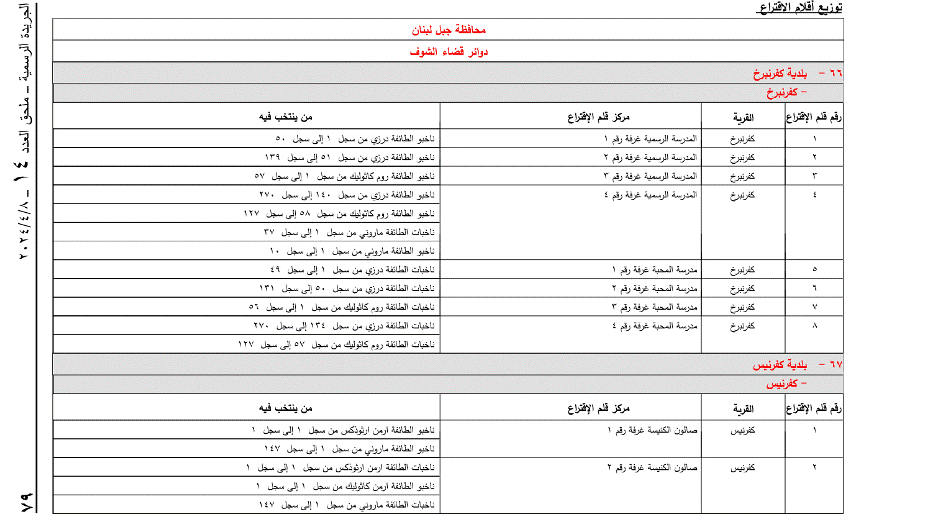 توزيع أقلام الاقتراع
محافظة جبل لبنان
دوائر قضاء الشوف
٦٦ - بلدية كفرنبرخ
- كفرنبرخ
رقم قلم الإقتراع القرية مركز قلم الإقتراع من ينتخب فيه
١ كفرنبرخ المدرسة الرسمية غرفة رقم ١ ناخبو الطائفة درزي من سجل ١ إلى سجل ٥٠
٢ كفرنبرخ المدرسة الرسمية غرفة رقم ٢ ناخبو الطائفة درزي من سجل ٥١ إلى سجل ١٣٩
٣ كفرنبرخ المدرسة الرسمية غرفة رقم ٣ ناخبو الطائفة روم كاثوليك من سجل ١ إلى سجل ٥٧
٤ كفرنبرخ المدرسة الرسمية غرفة رقم ٤ ناخبو الطائفة درزي من سجل ١٤٠ إلى سجل ٢٧٠
ناخبو الطائفة روم كاثوليك من سجل ٥٨ إلى سجل ١٢٧
ناخبات الطائفة ماروني من سجل ١ إلى سجل ٣٧
ناخبو الطائفة ماروني من سجل ١ إلى سجل ١٠
٥ كفرنبرخ مدرسة المحبة غرفة رقم ١ ناخبات الطائفة درزي من سجل ١ إلى سجل ٤٩
٦ كفرنبرخ مدرسة المحبة غرفة رقم ٢ ناخبات الطائفة درزي من سجل ٥٠ إلى سجل ١٣١
٧ كفرنبرخ مدرسة المحبة غرفة رقم ٣ ناخبات الطائفة روم كاثوليك من سجل ١ إلى سجل ٥٦
٨ كفرنبرخ مدرسة المحبة غرفة رقم ٤ ناخبات الطائفة درزي من سجل ١٣٤ إلى سجل ٢٧٠
ناخبات الطائفة روم كاثوليك من سجل ٥٧ إلى سجل ١٢٧
٦٧ - بلدية كفرنيس
- كفرنيس
رقم قلم الإقتراع القرية مركز قلم الإقتراع من ينتخب فيه
١ كفرنيس صالون الكنيسة غرفة رقم ١ ناخبو الطائفة ارمن ارثوذكس من سجل ١ إلى سجل ١
ناخبو الطائفة ماروني من سجل ١ إلى سجل ١٤٧
٢ كفرنيس صالون الكنيسة غرفة رقم ٢ ناخبات الطائفة ارمن ارثوذكس من سجل ١ إلى سجل ١
ناخبو الطائفة ارمن كاثوليك من سجل ١ إلى سجل ١
ناخبات الطائفة ماروني من سجل ١ إلى سجل ١٤٧
الجريدة الرسمية - ملحق العدد ١٤ - ٢٠٢٤/٤/٨
٧٩